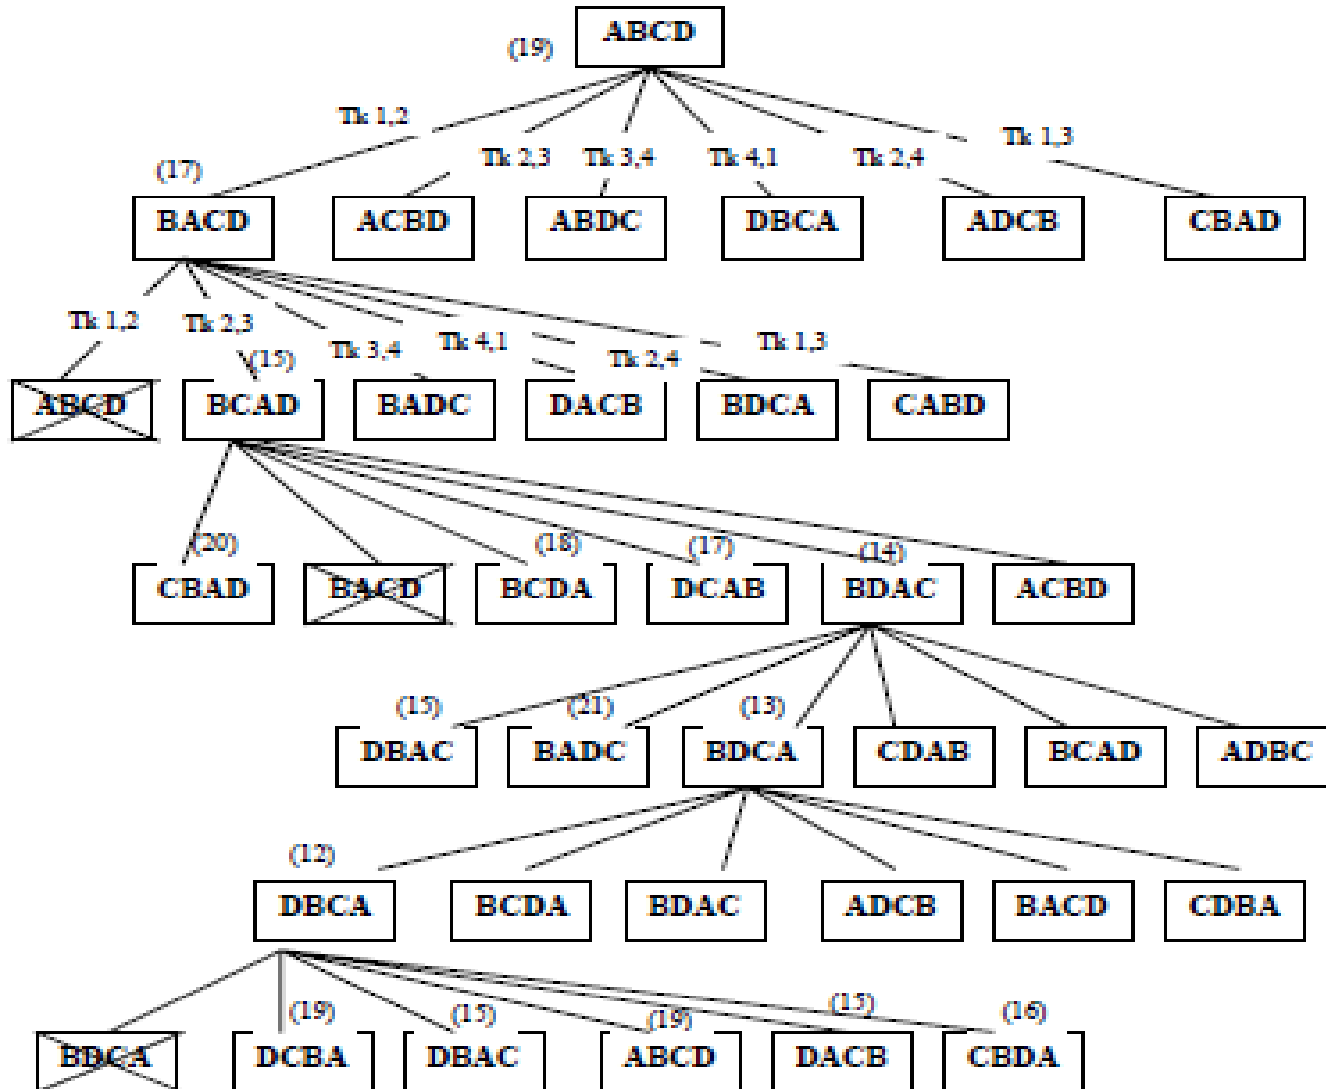 ABCD
(19)
Tk 1,2
Tk 1,3
Tk 2,3 Tk 3,4 Tk 4,1 Tk 2,4
(17)
BACD ACBD ABDC DBCA ADCB CBAD
Tk 1,2 Tk 2,3 Tk 3,4 Tk 4,1 Tk 2,4 Tk 1,3
(15)
ABCD BCAD BADC DACB BDCA CABD
(20) (18) (17) (14)
CBAD BACD BCDA DCAB BDAC ACBD
(15) (21) (13)
DBAC BADC BDCA CDAB BCAD ADBC
(12)
DBCA BCDA BDAC ADCB BACD CDBA
(19) (15) (19) (15) (16)
BDCA DCBA DBAC ABCD DACB CBDA